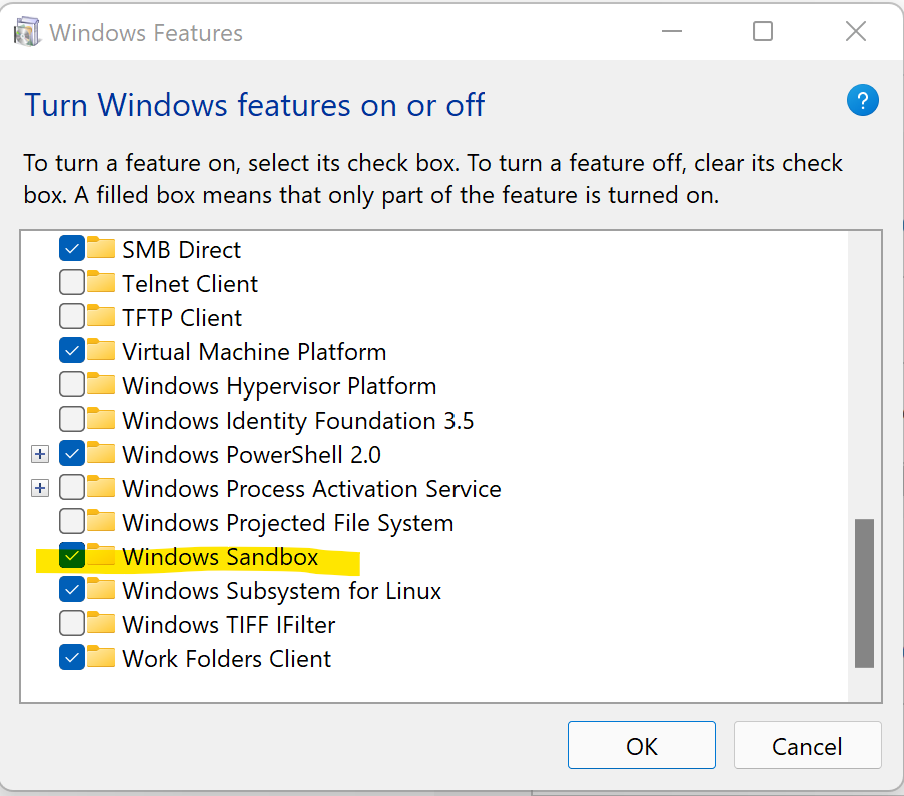 Windows Features
Turn Windows features on or off
?
To turn a feature on, select its check box. To turn a feature off, clear its check
box. A filled box means that only part of the feature is turned on.
SMB Direct
Telnet Client
TFTP Client
Virtual Machine Platform
Windows Hypervisor Platform
Windows Identity Foundation 3.5
Windows PowerShell 2.0
Windows Process Activation Service
Windows Projected File System
Windows Sandbox
Windows Subsystem for Linux
Windows TIFF IFilter
Work Folders Client
OK
Cancel